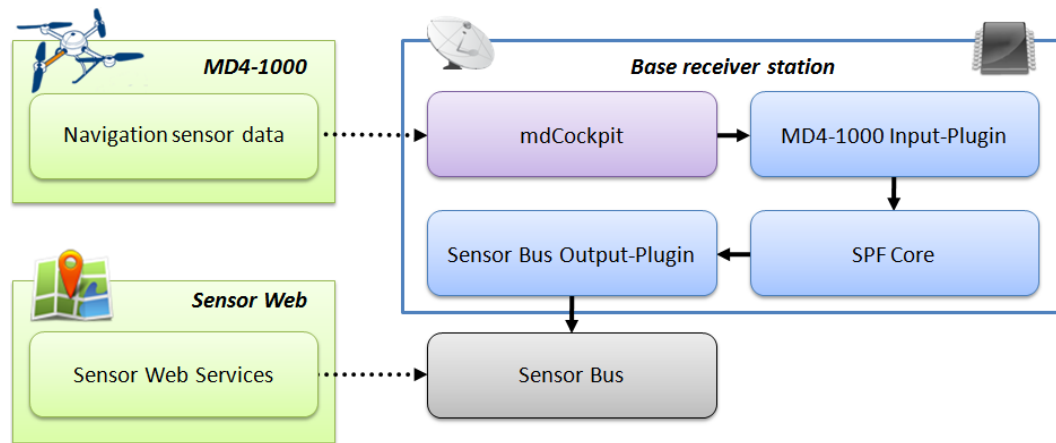 MD4-1000
Base receiver station
Navigation sensor data
mdCockpit
MD4-1000 Input-Plugin
Sensor Bus Output-Plugin
SPF Core
Sensor Web
Sensor Web Services
Sensor Bus